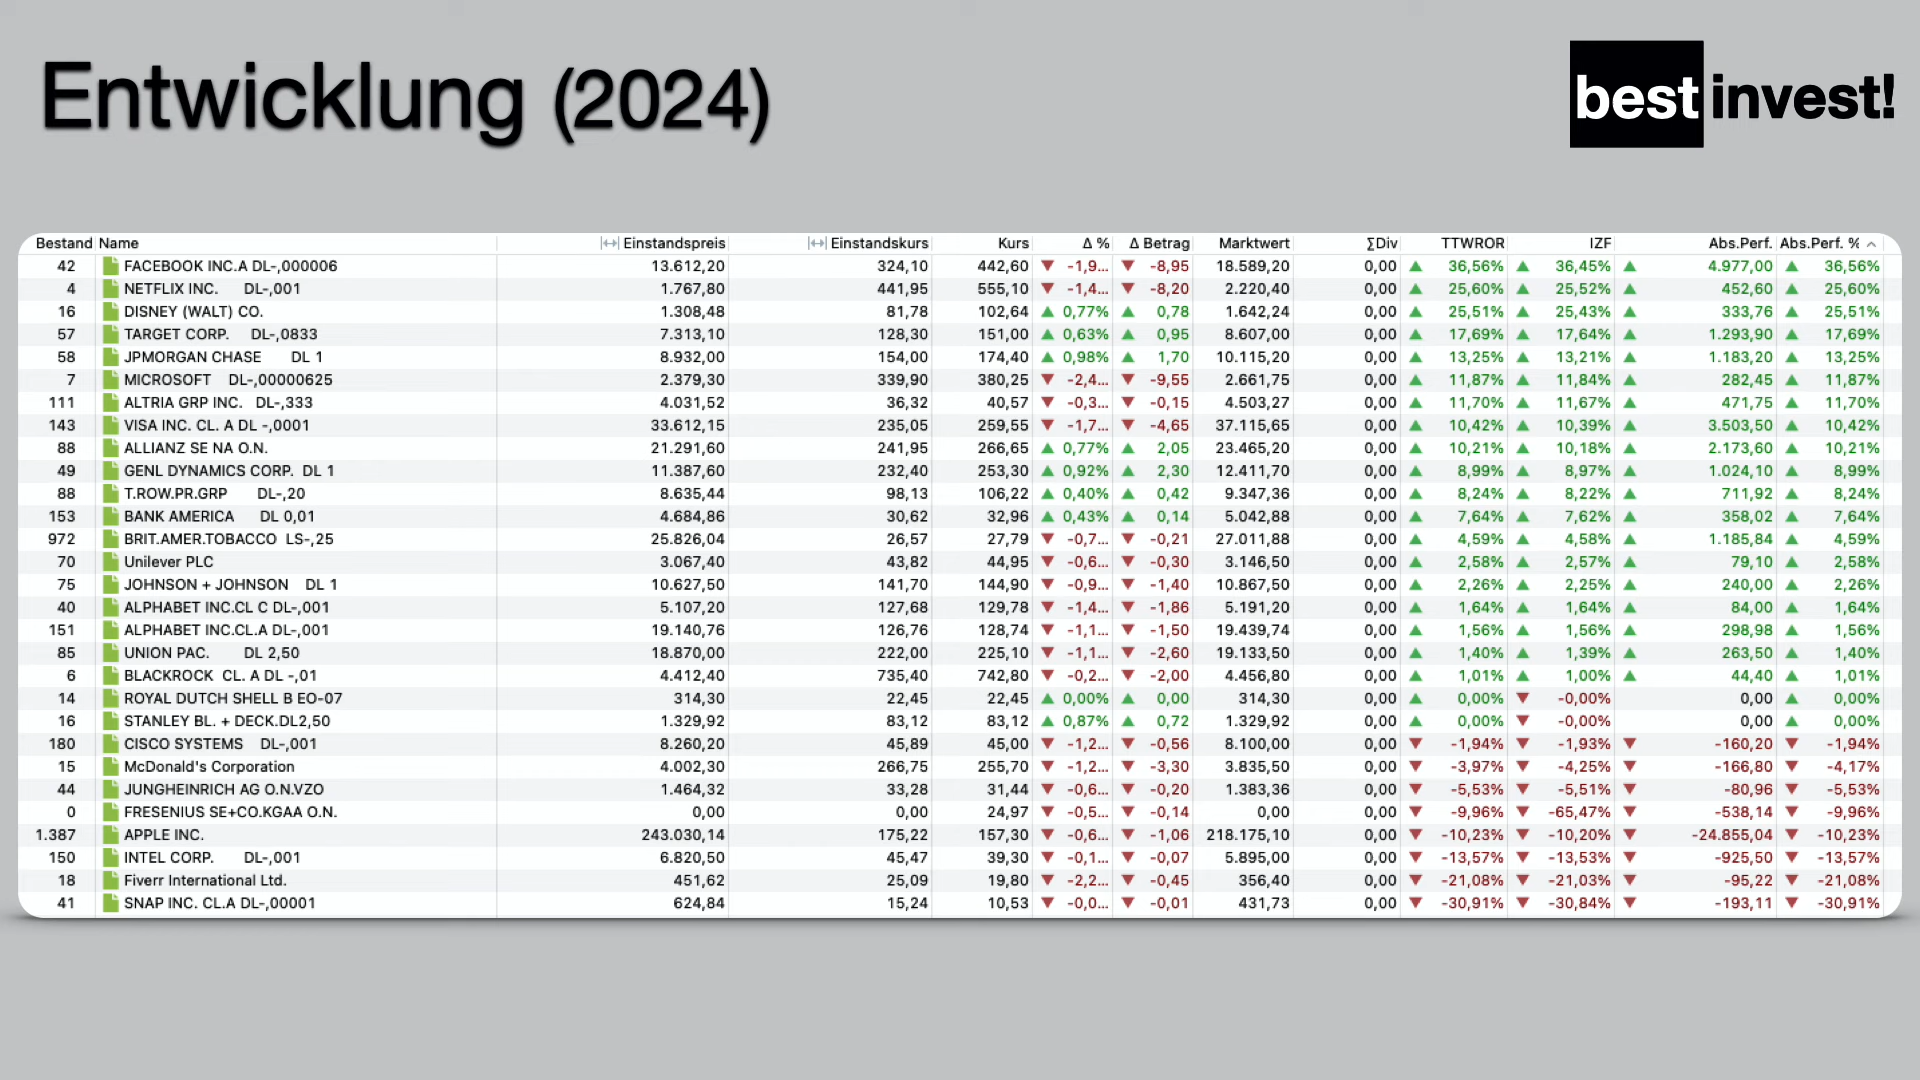 Entwicklung (2024)
best invest!
Bestand Name Einstandspreis Einstandskurs Kurs Δ % Δ Betrag Marktwert ∑Div TTWROR IZF Abs.Perf. Abs.Perf. %
42 FACEBOOK INC.A DL-,000006 13.612,20 324,10 442,60 -1,9... -8,95 18.589,20 0,00 36,56% 36,45% 4.977,00 36,56%
4 NETFLIX INC. DL-,001 1.767,80 441,95 555,10 -1,4... -8,20 2.220,40 0,00 25,60% 25,52% 452,60 25,60%
16 DISNEY (WALT) CO. 1.308,48 81,78 102,64 0,77% 0,78 1.642,24 0,00 25,51% 25,43% 333,76 25,51%
57 TARGET CORP. DL-,0833 7.313,10 128,30 151,00 0,63% 0,95 8.607,00 0,00 17,69% 17,64% 1.293,90 17,69%
58 JPMORGAN CHASE DL 1 8.932,00 154,00 174,40 0,98% 1,70 10.115,20 0,00 13,25% 13,21% 1.183,20 13,25%
7 MICROSOFT DL-,00000625 2.379,30 339,90 380,25 -2,4... -9,55 2.661,75 0,00 11,87% 11,84% 282,45 11,87%
111 ALTRIA GRP INC. DL-,333 4.031,52 36,32 40,57 -0,3... -0,15 4.503,27 0,00 11,70% 11,67% 471,75 11,70%
143 VISA INC. CL. A DL -,0001 33.612,15 235,05 259,55 -1,7... -4,65 37.115,65 0,00 10,42% 10,39% 3.503,50 10,42%
88 ALLIANZ SE NA O.N. 21.291,60 241,95 266,65 0,77% 2,05 23.465,20 0,00 10,21% 10,18% 2.173,60 10,21%
49 GENL DYNAMICS CORP. DL 1 11.387,60 232,40 253,30 0,92% 2,30 12.411,70 0,00 8,99% 8,97% 1.024,10 8,99%
88 T.ROW.PR.GRP DL-,20 8.635,44 98,13 106,22 0,40% 0,42 9.347,36 0,00 8,24% 8,22% 711,92 8,24%
153 BANK AMERICA DL 0,01 4.684,86 30,62 32,96 0,43% 0,14 5.042,88 0,00 7,64% 7,62% 358,02 7,64%
972 BRIT.AMER.TOBACCO LS-,25 25.826,04 26,57 27,79 -0,7... -0,21 27.011,88 0,00 4,59% 4,58% 1.185,84 4,59%
70 Unilever PLC 3.067,40 43,82 44,95 -0,6... -0,30 3.146,50 0,00 2,58% 2,57% 79,10 2,58%
75 JOHNSON + JOHNSON DL 1 10.627,50 141,70 144,90 -0,9... -1,40 10.867,50 0,00 2,26% 2,25% 240,00 2,26%
40 ALPHABET INC.CL C DL-,001 5.107,20 127,68 129,78 -1,4... -1,86 5.191,20 0,00 1,64% 1,64% 84,00 1,64%
151 ALPHABET INC.CL.A DL-,001 19.140,76 126,76 128,74 -1,1... -1,50 19.439,74 0,00 1,56% 1,56% 298,98 1,56%
85 UNION PAC. DL 2,50 18.870,00 222,00 225,10 -1,1... -2,60 19.133,50 0,00 1,40% 1,39% 263,50 1,40%
6 BLACKROCK CL. A DL -,01 4.412,40 735,40 742,80 -0,2... -2,00 4.456,80 0,00 1,01% 1,00% 44,40 1,01%
14 ROYAL DUTCH SHELL B EO-07 314,30 22,45 22,45 0,00% 0,00 314,30 0,00 0,00% -0,00% 0,00 0,00%
16 STANLEY BL. + DECK.DL2,50 1.329,92 83,12 83,12 0,87% 0,72 1.329,92 0,00 0,00% -0,00% 0,00 0,00%
180 CISCO SYSTEMS DL-,001 8.260,20 45,89 45,00 -1,2... -0,56 8.100,00 0,00 -1,94% -1,93% -160,20 -1,94%
15 McDonald's Corporation 4.002,30 266,75 255,70 -1,2... -3,30 3.835,50 0,00 -3,97% -4,25% -166,80 -4,17%
44 JUNGHEINRICH AG O.N.VZO 1.464,32 33,28 31,44 -0,6... -0,20 1.383,36 0,00 -5,53% -5,51% -80,96 -5,53%
0 FRESENIUS SE+CO.KGAA O.N. 0,00 0,00 24,97 -0,5... -0,14 0,00 0,00 -9,96% -65,47% -538,14 -9,96%
1.387 APPLE INC. 243.030,14 175,22 157,30 -0,6... -1,06 218.175,10 0,00 -10,23% -10,20% -24.855,04 -10,23%
150 INTEL CORP. DL-,001 6.820,50 45,47 39,30 -0,1... -0,07 5.895,00 0,00 -13,57% -13,53% -925,50 -13,57%
18 Fiverr International Ltd. 451,62 25,09 19,80 -2,2... -0,45 356,40 0,00 -21,08% -21,03% -95,22 -21,08%
41 SNAP INC. CL.A DL-,00001 624,84 15,24 10,53 -0,0... -0,01 431,73 0,00 -30,91% -30,84% -193,11 -30,91%